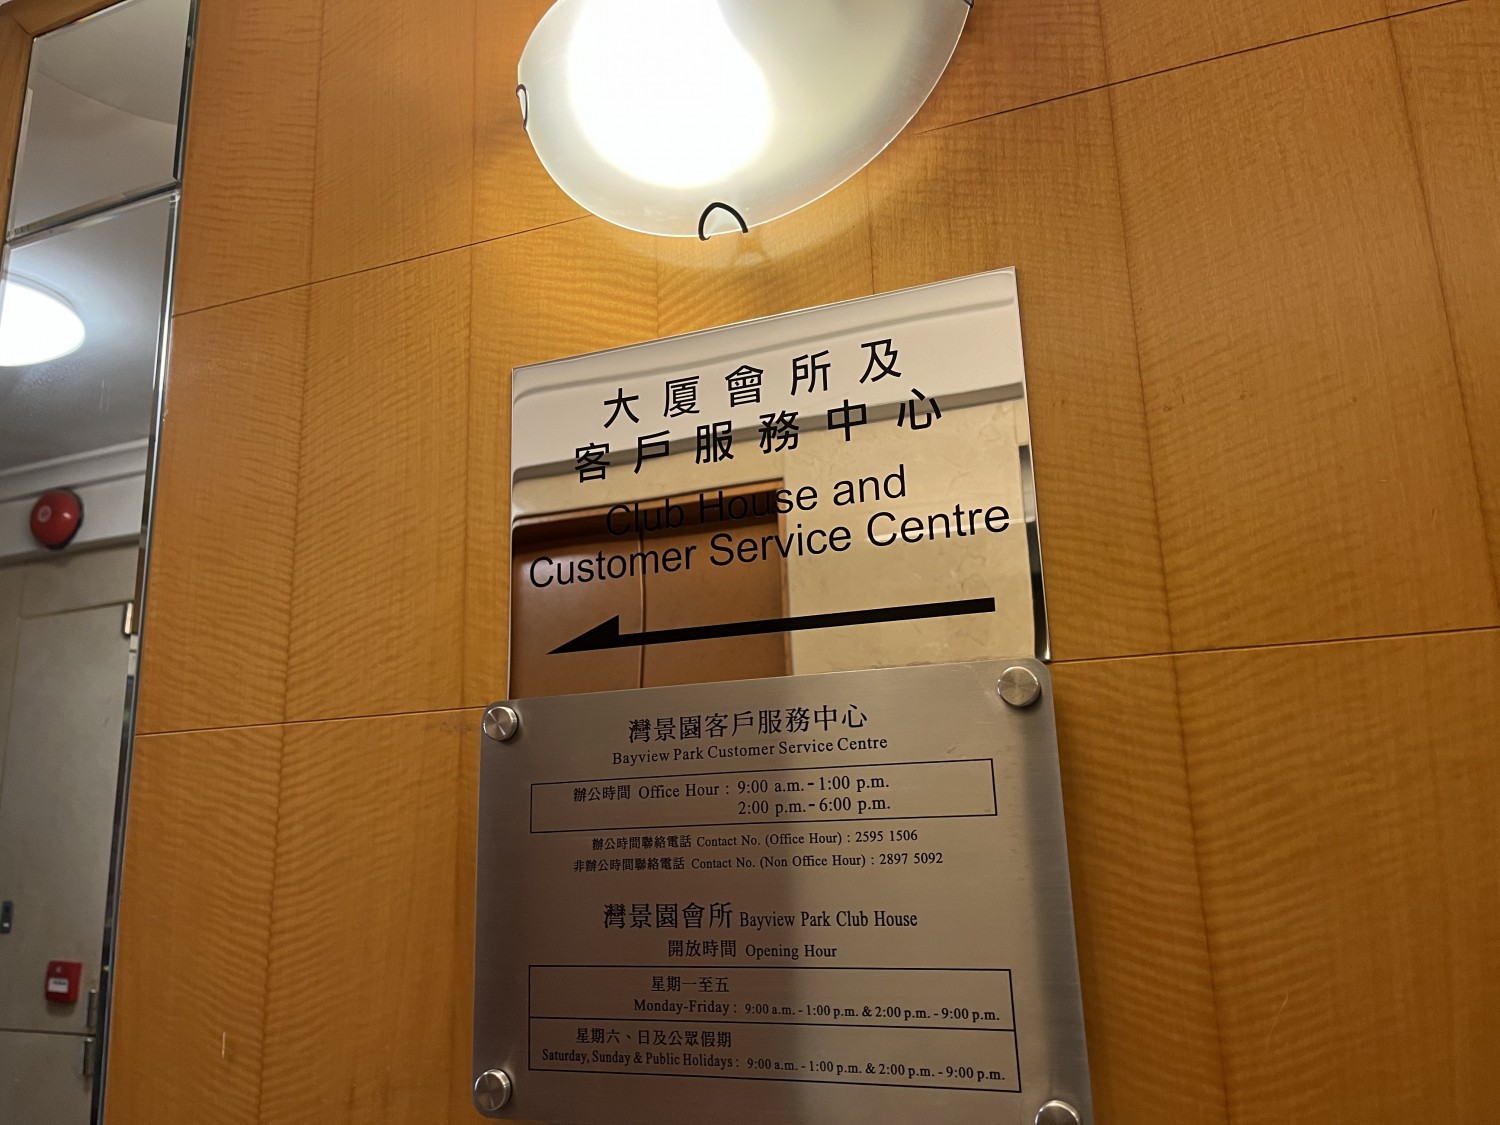 大厦會所及
客戶服務中心
Club House and
Customer Service Centre
灣景園客戶服務中心
Bayview Park Customer Service Centre
辦公時間 Office Hour : 9:00 a.m. - 1:00 p.m.
2:00 p.m. - 6:00 p.m.
辦公時間聯絡電話 Contact No. (Office Hour) : 2595 1506
非辦公時間聯絡電話 Contact No. (Non Office Hour) : 2897 5092
灣景園會所 Bayview Park Club House
開放時間 Opening Hour
星期一至五
Monday-Friday : 9:00 a.m. - 1:00 p.m. & 2:00 p.m. - 9:00 p.m.
星期六、日及公眾假期
Saturday, Sunday & Public Holidays : 9:00 a.m. - 1:00 p.m. & 2:00 p.m. - 9:00 p.m.